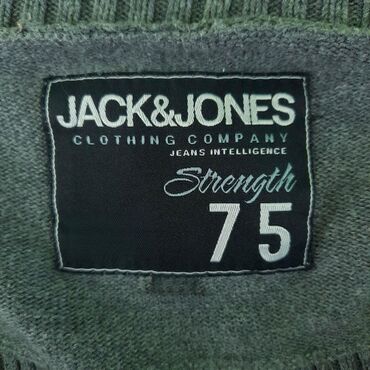 JACK&JONES
CLOTHING COMPANY
JEANS INTELLIGENCE
Strength
75